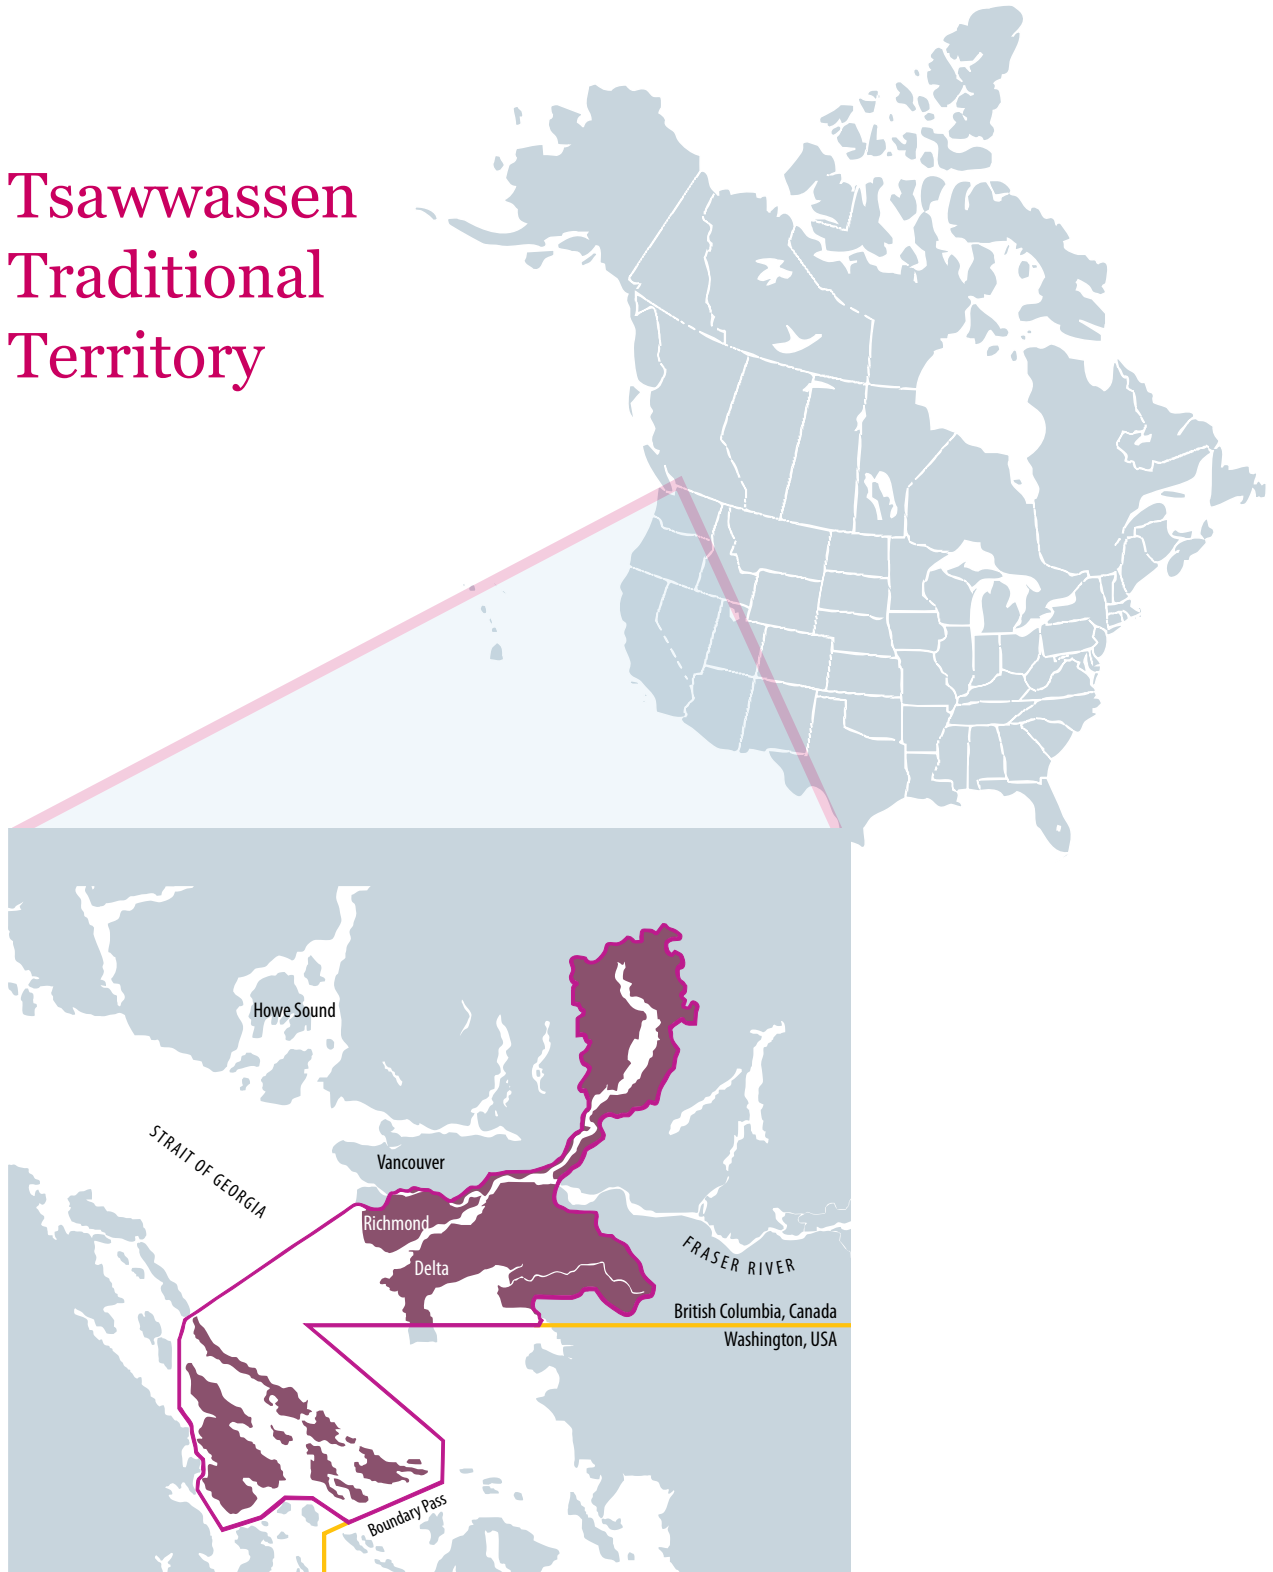 Tsawwassen
Traditional
Territory
Howe Sound
STRAIT OF GEORGIA
Vancouver
Richmond
Delta
FRASER RIVER
British Columbia, Canada
Washington, USA
Boundary Pass